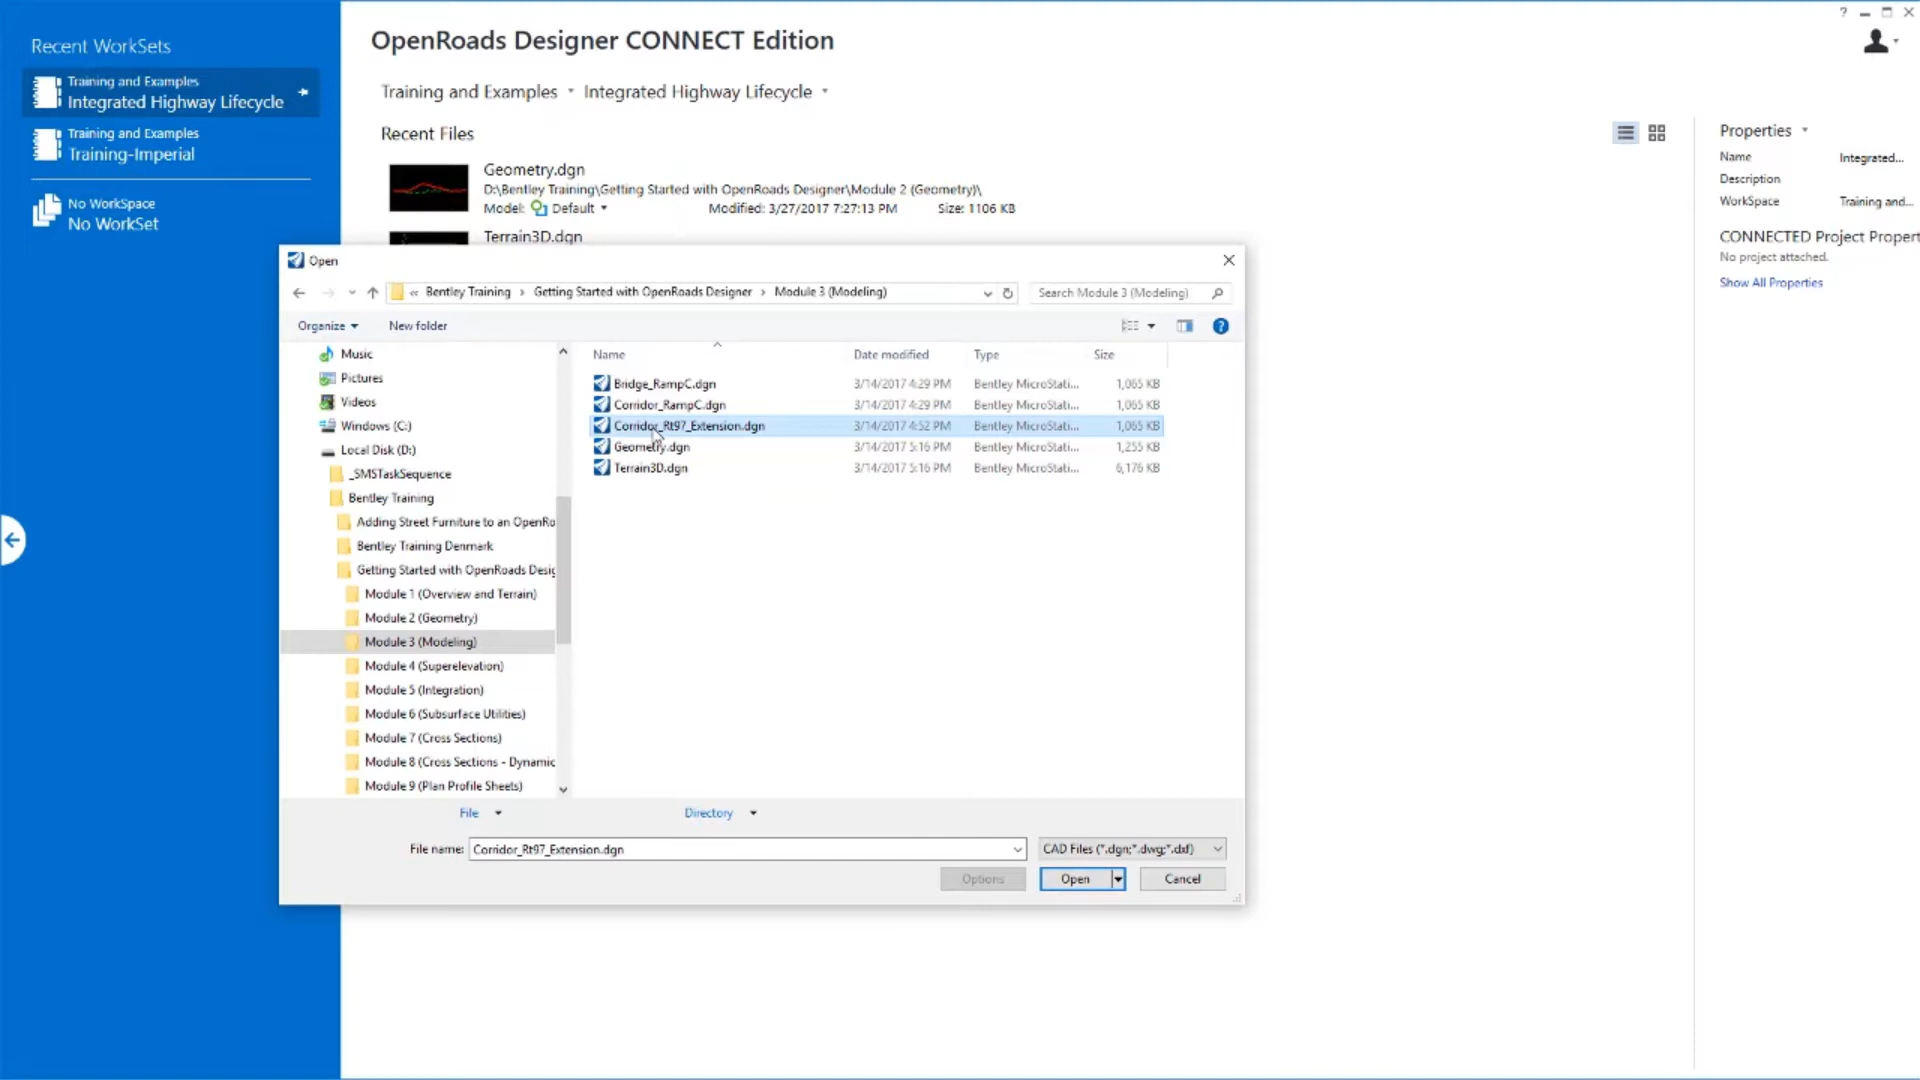 Recent WorkSets
Training and Examples
Integrated Highway Lifecycle
Training and Examples
Training-Imperial
No WorkSpace
No WorkSet
? 
OpenRoads Designer CONNECT Edition
Training and Examples Integrated Highway Lifecycle
Recent Files
Geometry.dgn
D:\Bentley Training\Getting Started with OpenRoads Designer\Module 2 (Geometry)\
Model: Default Modified: 3/27/2017 7:27:13 PM Size: 1106 KB
Terrain3D.dgn
Properties
Name Integrated...
Description
WorkSpace Training and...
CONNECTED Project Propert
No project attached.
Show All Properties
Open
« Bentley Training › Getting Started with OpenRoads Designer › Module 3 (Modeling)
Search Module 3 (Modeling)
Organize New folder
?
Music
Pictures
Videos
Windows (C:)
Local Disk (D:)
_SMSTaskSequence
Bentley Training
Adding Street Furniture to an OpenRo
Bentley Training Denmark
Getting Started with OpenRoads Desig
Module 1 (Overview and Terrain)
Module 2 (Geometry)
Module 3 (Modeling)
Module 4 (Superelevation)
Module 5 (Integration)
Module 6 (Subsurface Utilities)
Module 7 (Cross Sections)
Module 8 (Cross Sections - Dynamic
Module 9 (Plan Profile Sheets)
Name Date modified Type Size
Bridge_RampC.dgn 3/14/2017 4:29 PM Bentley MicroStati... 1,065 KB
Corridor_RampC.dgn 3/14/2017 4:29 PM Bentley MicroStati... 1,065 KB
Corridor_Rt97_Extension.dgn 3/14/2017 4:52 PM Bentley MicroStati... 1,065 KB
Geometry.dgn 3/14/2017 5:16 PM Bentley MicroStati... 1,255 KB
Terrain3D.dgn 3/14/2017 5:16 PM Bentley MicroStati... 6,176 KB
File Directory
File name: Corridor_Rt97_Extension.dgn CAD Files (*.dgn;*.dwg;*.dxf)
Options Open Cancel